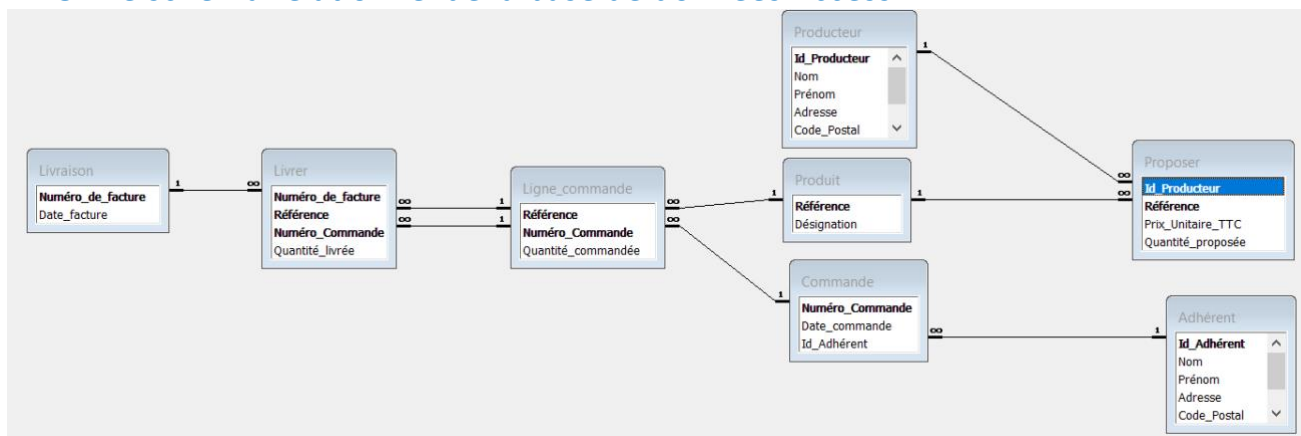 Producteur
Id_Producteur
Nom
Prénom
Adresse
Code_Postal
Livraison
Numéro_de_facture
Date_facture
Livrer
Numéro_de_facture
Référence
Numéro_Commande
Quantité_livrée
Ligne_commande
Référence
Numéro_Commande
Quantité_commandée
Produit
Référence
Désignation
Proposer
Id_Producteur
Référence
Prix_Unitaire_TTC
Quantité_proposée
Commande
Numéro_Commande
Date_commande
Id_Adhérent
Adhérent
Id_Adhérent
Nom
Prénom
Adresse
Code_Postal
1
∞
1
∞
∞
∞
1
1
∞
∞
1
1
∞
∞
1
∞
1